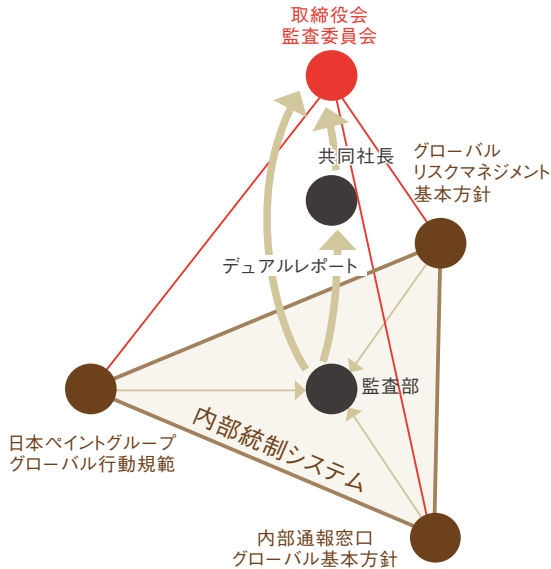 取締役会
監査委員会
共同社長
グローバル
リスクマネジメント
基本方針
デュアルレポート
監査部
内部統制システム
日本ペイントグループ
グローバル行動規範
内部通報窓口
グローバル基本方針